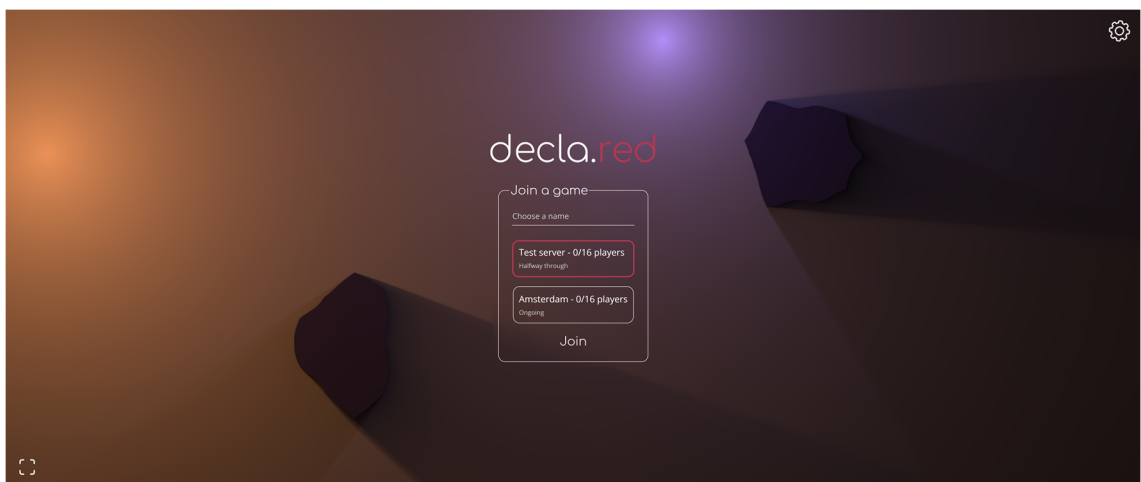 decla.red
Join a game
Choose a name
Test server - 0/16 players
Halfway through
Amsterdam - 0/16 players
Ongoing
Join